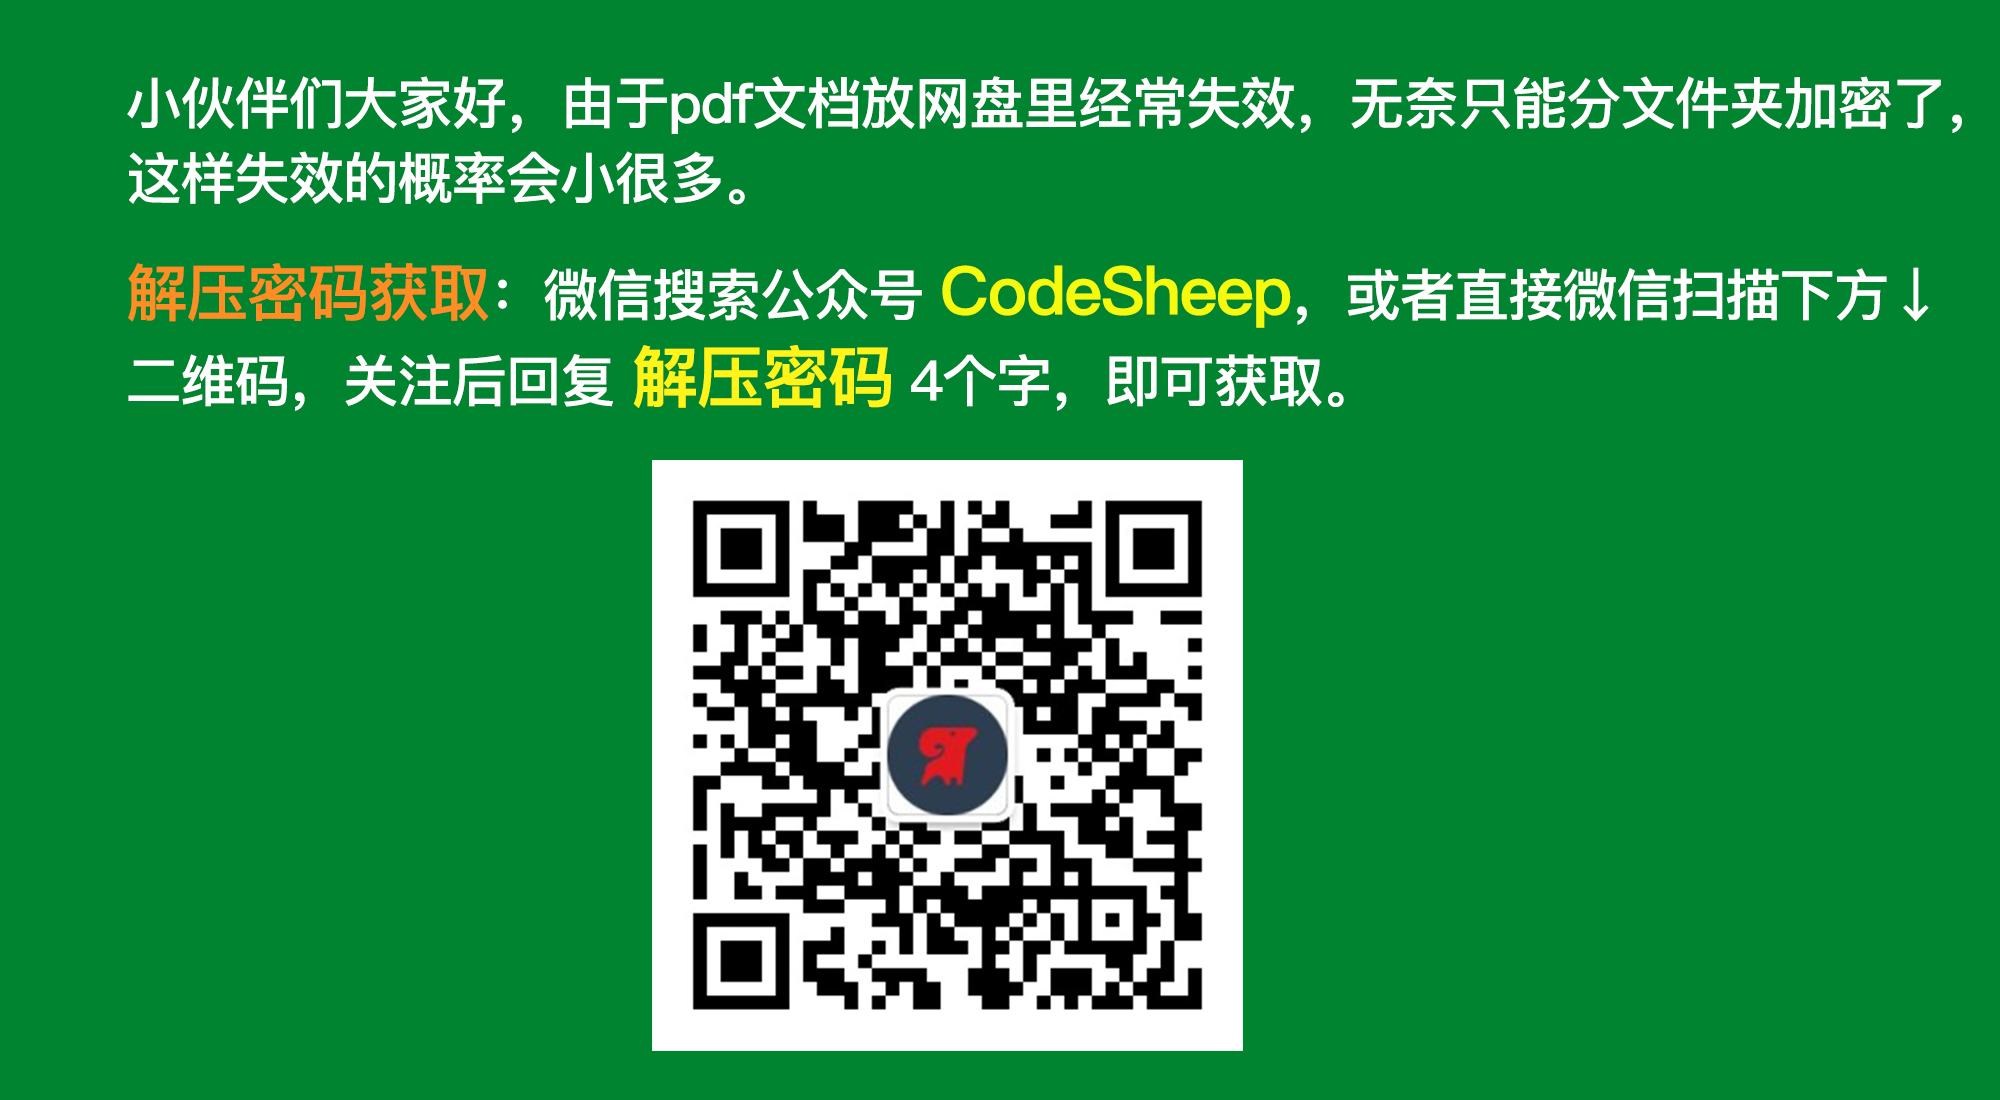 小伙伴们大家好，由于pdf文档放网盘里经常失效，无奈只能分文件夹加密了，
这样失效的概率会小很多。
解压密码获取：微信搜索公众号 CodeSheep，或者直接微信扫描下方↓
二维码，关注后回复 解压密码 4个字，即可获取。